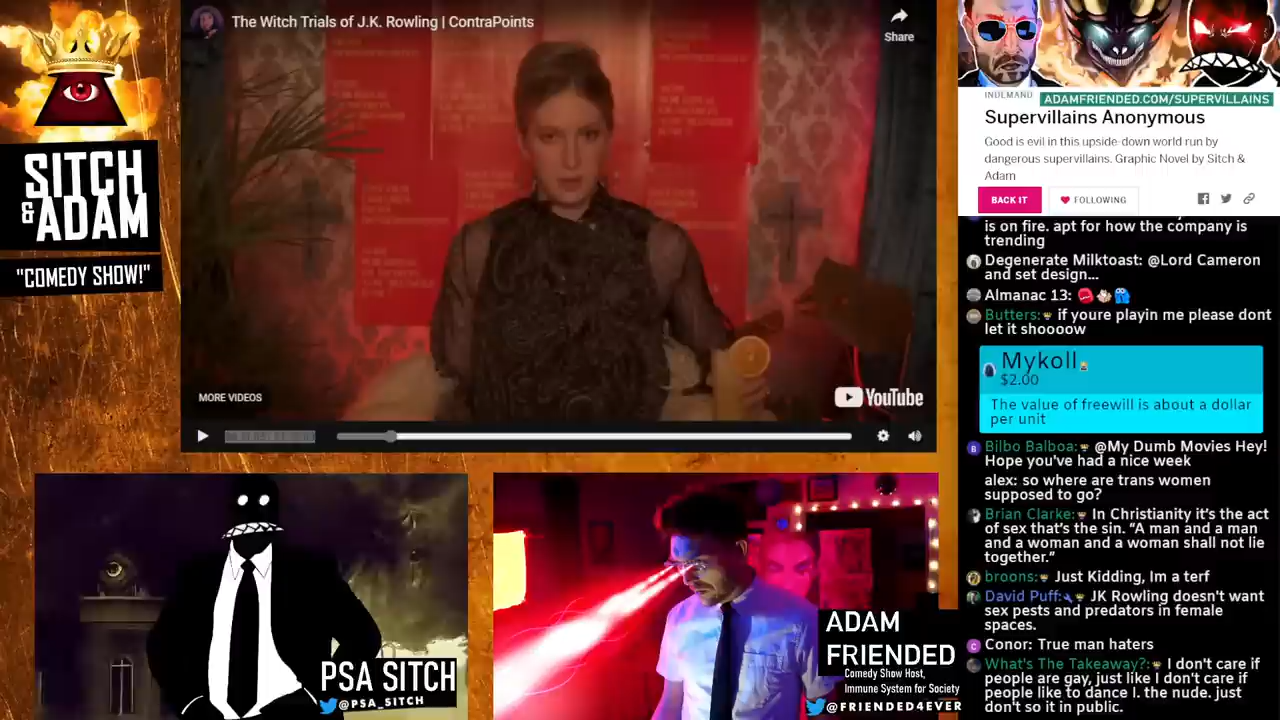 The Witch Trials of J.K. Rowling | ContraPoints
Share
MORE VIDEOS
YouTube
SITCH
& ADAM
"COMEDY SHOW!"
INDEMAND
ADAMFRIENDED.COM/SUPERVILLAINS
Supervillains Anonymous
Good is evil in this upside-down world run by
dangerous supervillains. Graphic Novel by Sitch &
Adam
BACK IT
FOLLOWING
is on fire. apt for how the company is
trending
Degenerate Milktoast: @Lord Cameron
and set design...
Almanac 13:
Butters: if youre playin me please dont
let it shoooow
Mykoll
$2.00
The value of freewill is about a dollar
per unit
Bilbo Balboa: @My Dumb Movies Hey!
Hope you've had a nice week
alex: so where are trans women
supposed to go?
Brian Clarke: In Christianity it's the act
of sex that's the sin. "A man and a man
and a woman and a woman shall not lie
together."
broons: Just Kidding, Im a terf
David Puff: JK Rowling doesn't want
sex pests and predators in female
spaces.
Conor: True man haters
What's The Takeaway?: I don't care if
people are gay, just like I don't care if
people like to dance I. the nude. just
don't so it in public.
PSA SITCH
@PSA_SITCH
ADAM
FRIENDED
Comedy Show Host,
Immune System for Society
@FRIENDED4EVER